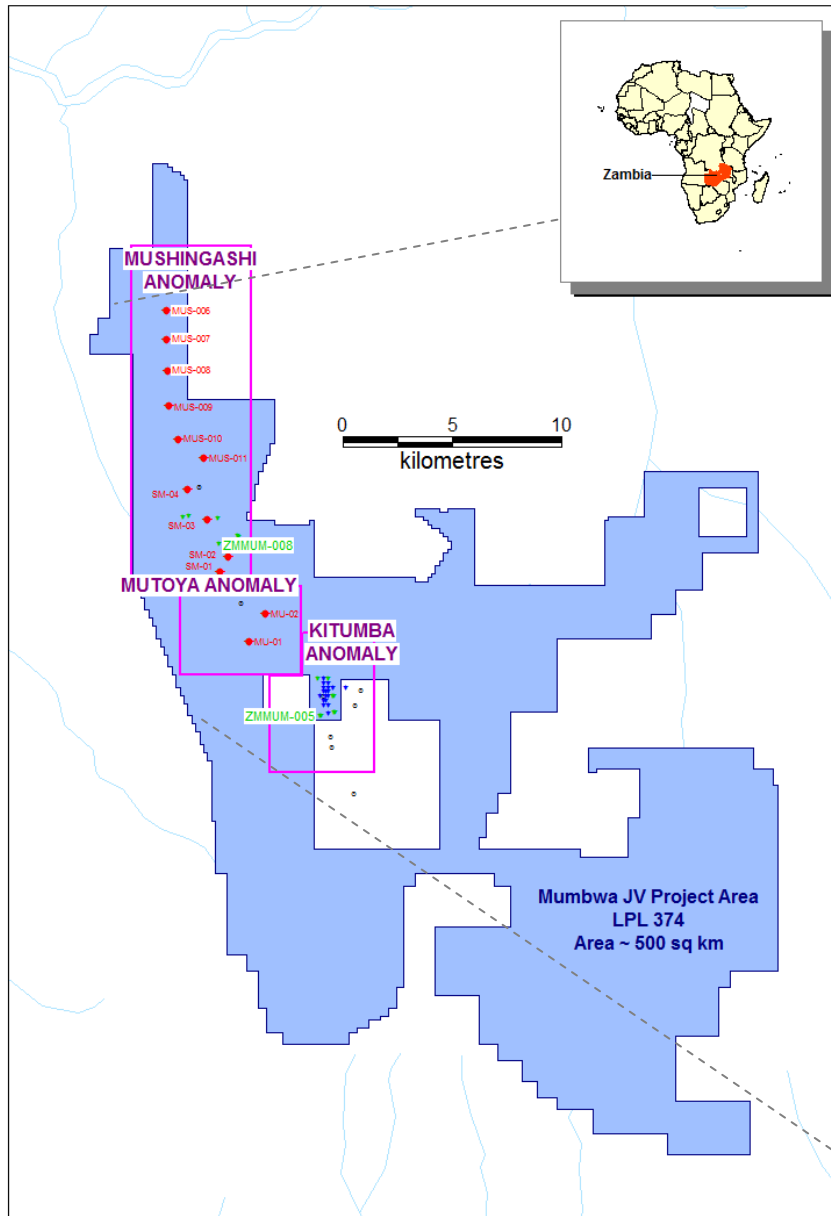 Zambia
MUSHINGASHI
ANOMALY
MUS-006
MUS-007
MUS-008
MUS-009
MUS-010
MUS-011
0 5 10
kilometres
SM-04
SM-03
ZMMUM-008
SM-02
SM-01
MUTOYA ANOMALY
MU-02
MU-01
KITUMBA
ANOMALY
ZMMUM-005
Mumbwa JV Project Area
LPL 374
Area ~ 500 sq km